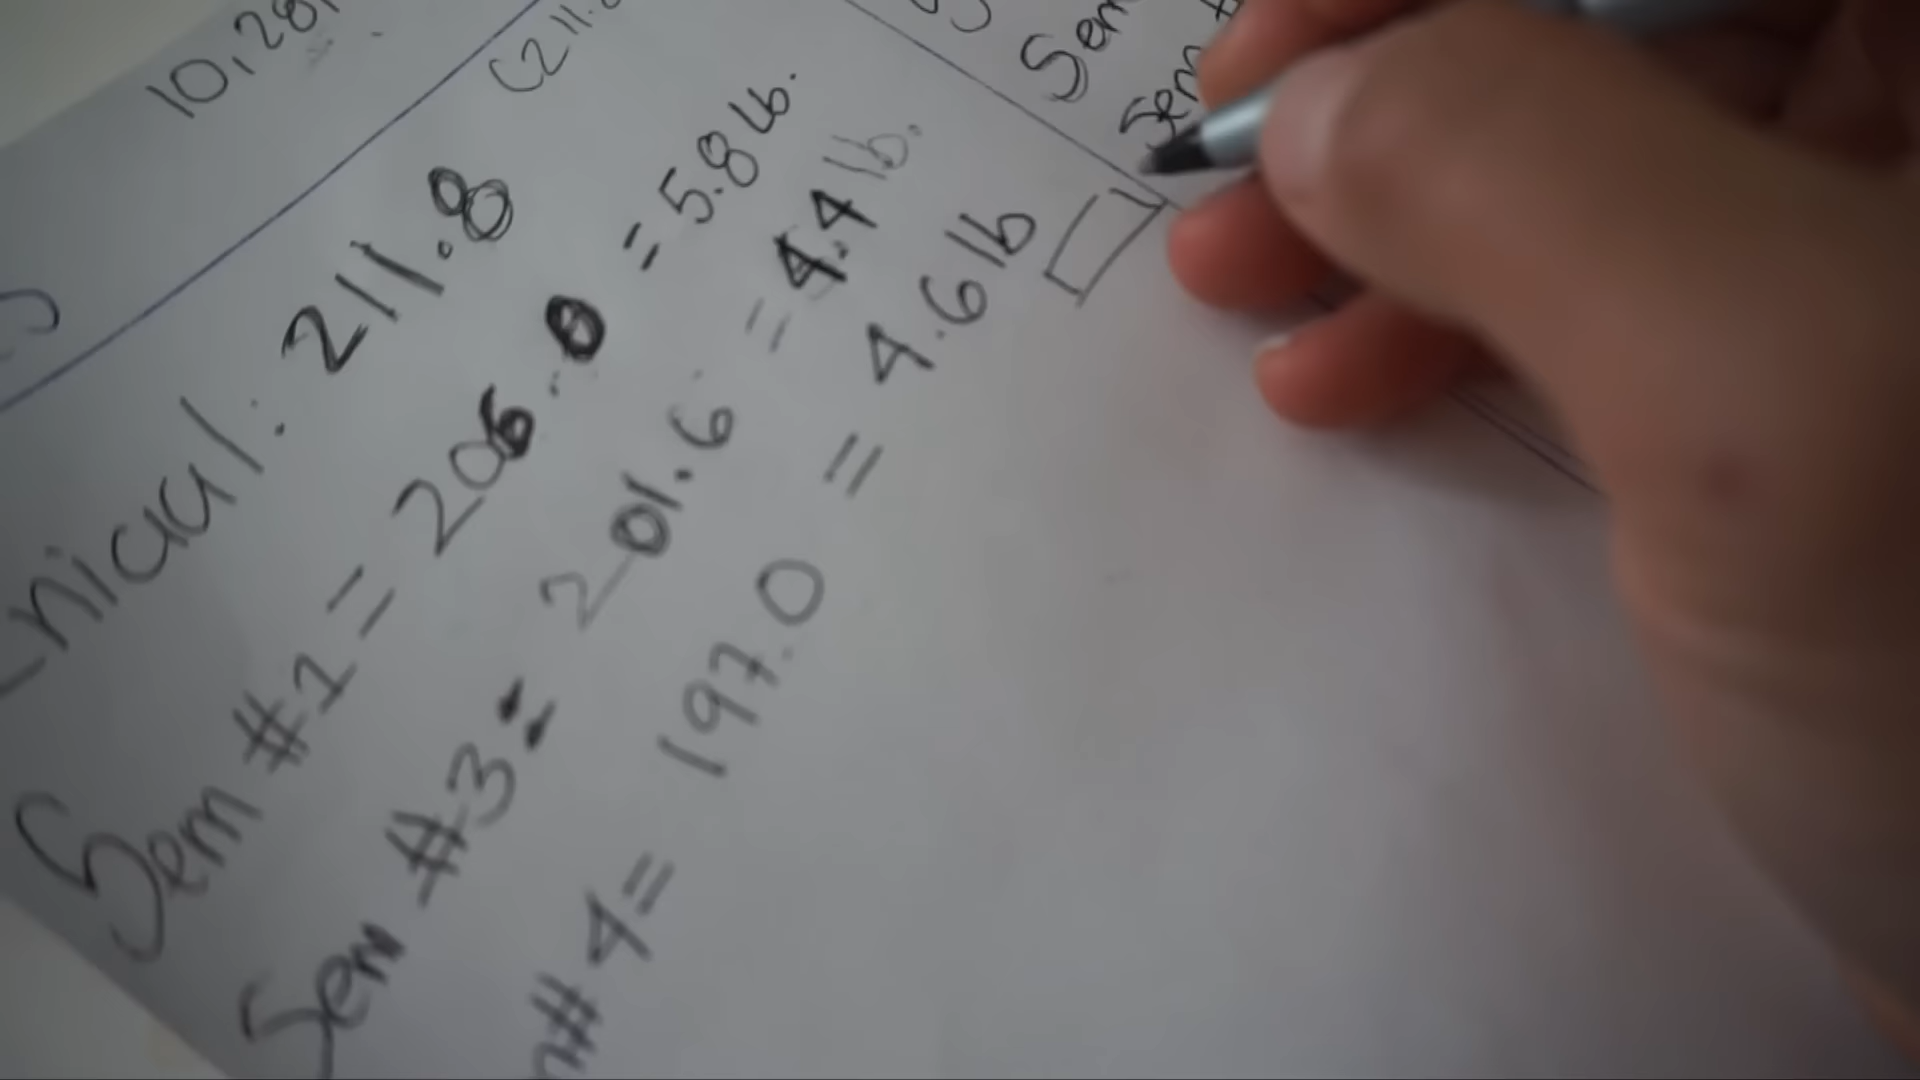 10,28
(211.
nicial: 211.8
Sem #1 = 206.0 = 5.8 lb.
Sem #3 = 201.6 = 4.4 lb.
#4 = 197.0 = 4.6 lb
Sem
Sem #